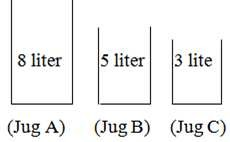 8 liter 5 liter 3 lite
(Jug A) (Jug B) (Jug C)